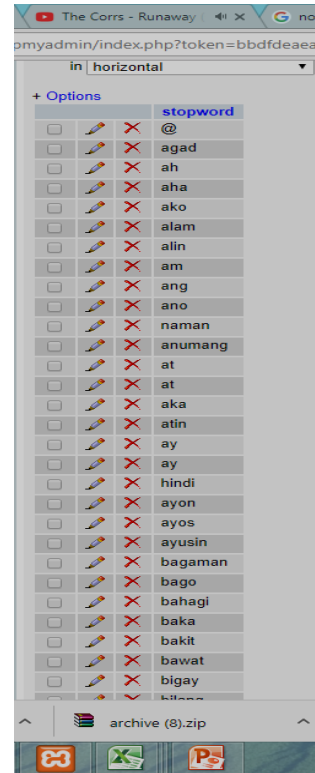 The Corrs - Runaway
pmyadmin/index.php?token=bbdfdeaea
in horizontal
+ Options
stopword
@
agad
ah
aha
ako
alam
alin
am
ang
ano
naman
anumang
at
at
aka
atin
ay
ay
hindi
ayon
ayos
ayusin
bagaman
bago
bahagi
baka
bakit
bawat
bigay
archive (8).zip